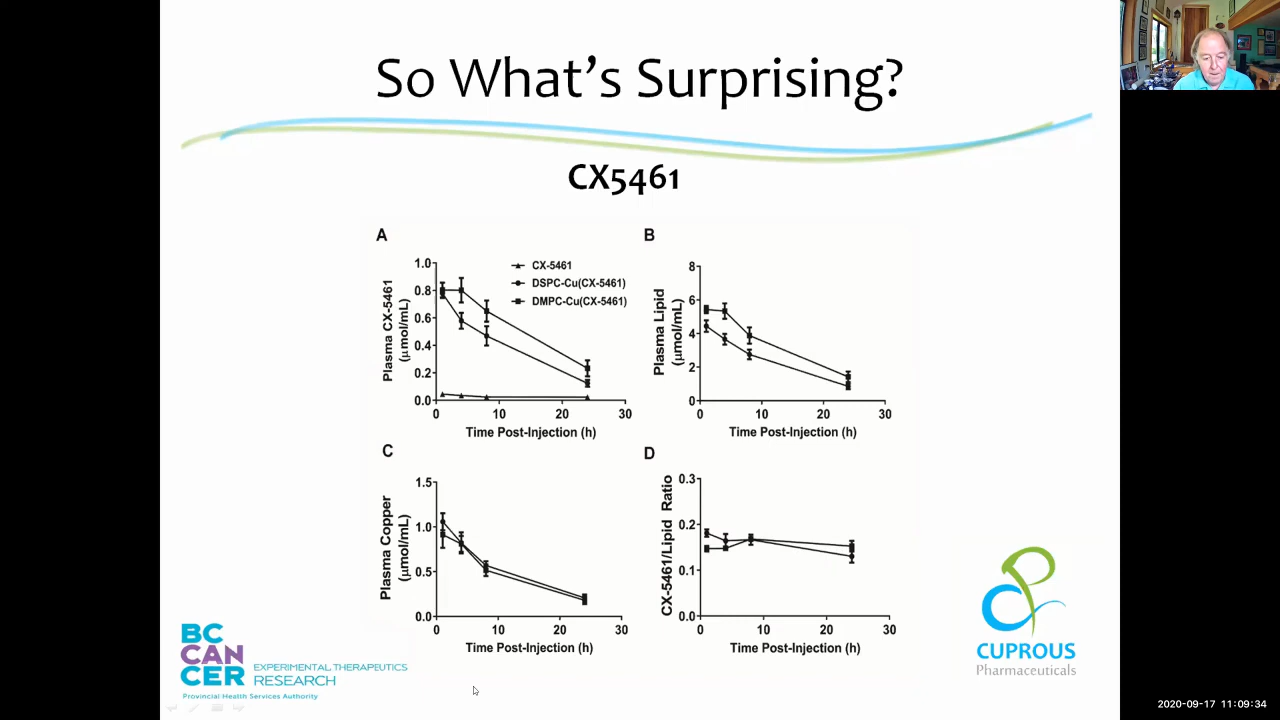 So What's Surprising?
CX5461
A
1.0
0.8
0.6
0.4
0.2
0.0
Plasma CX-5461
(µmol/mL)
CX-5461
DSPC-Cu(CX-5461)
DMPC-Cu(CX-5461)
0 10 20 30
Time Post-Injection (h)
B
8
6
4
2
0
Plasma Lipid
(µmol/mL)
0 10 20 30
Time Post-Injection (h)
C
1.5
1.0
0.5
0.0
Plasma Copper
(µmol/mL)
0 10 20 30
Time Post-Injection (h)
D
0.3
0.2
0.1
0.0
CX-5461/Lipid Ratio
0 10 20 30
Time Post-Injection (h)
BC
CAN
CER
EXPERIMENTAL THERAPEUTICS
RESEARCH
Provincial Health Services Authority
CUPROUS
Pharmaceuticals
2020-09-17 11:09:34